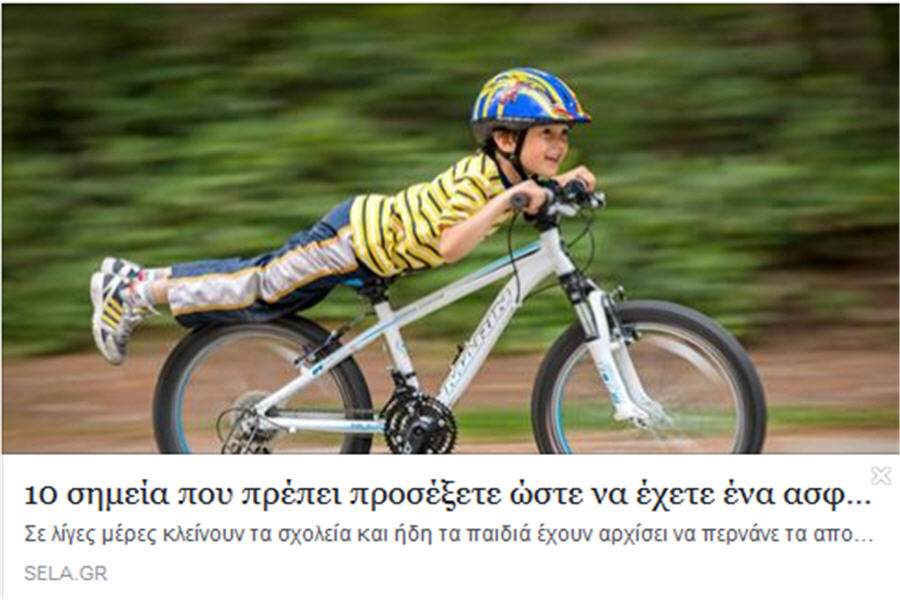 MARIN
10 σημεία που πρέπει προσέξετε ώστε να έχετε ένα ασφ...
Σε λίγες μέρες κλείνουν τα σχολεία και ήδη τα παιδιά έχουν αρχίσει να περνάνε τα απο...
SELA.GR